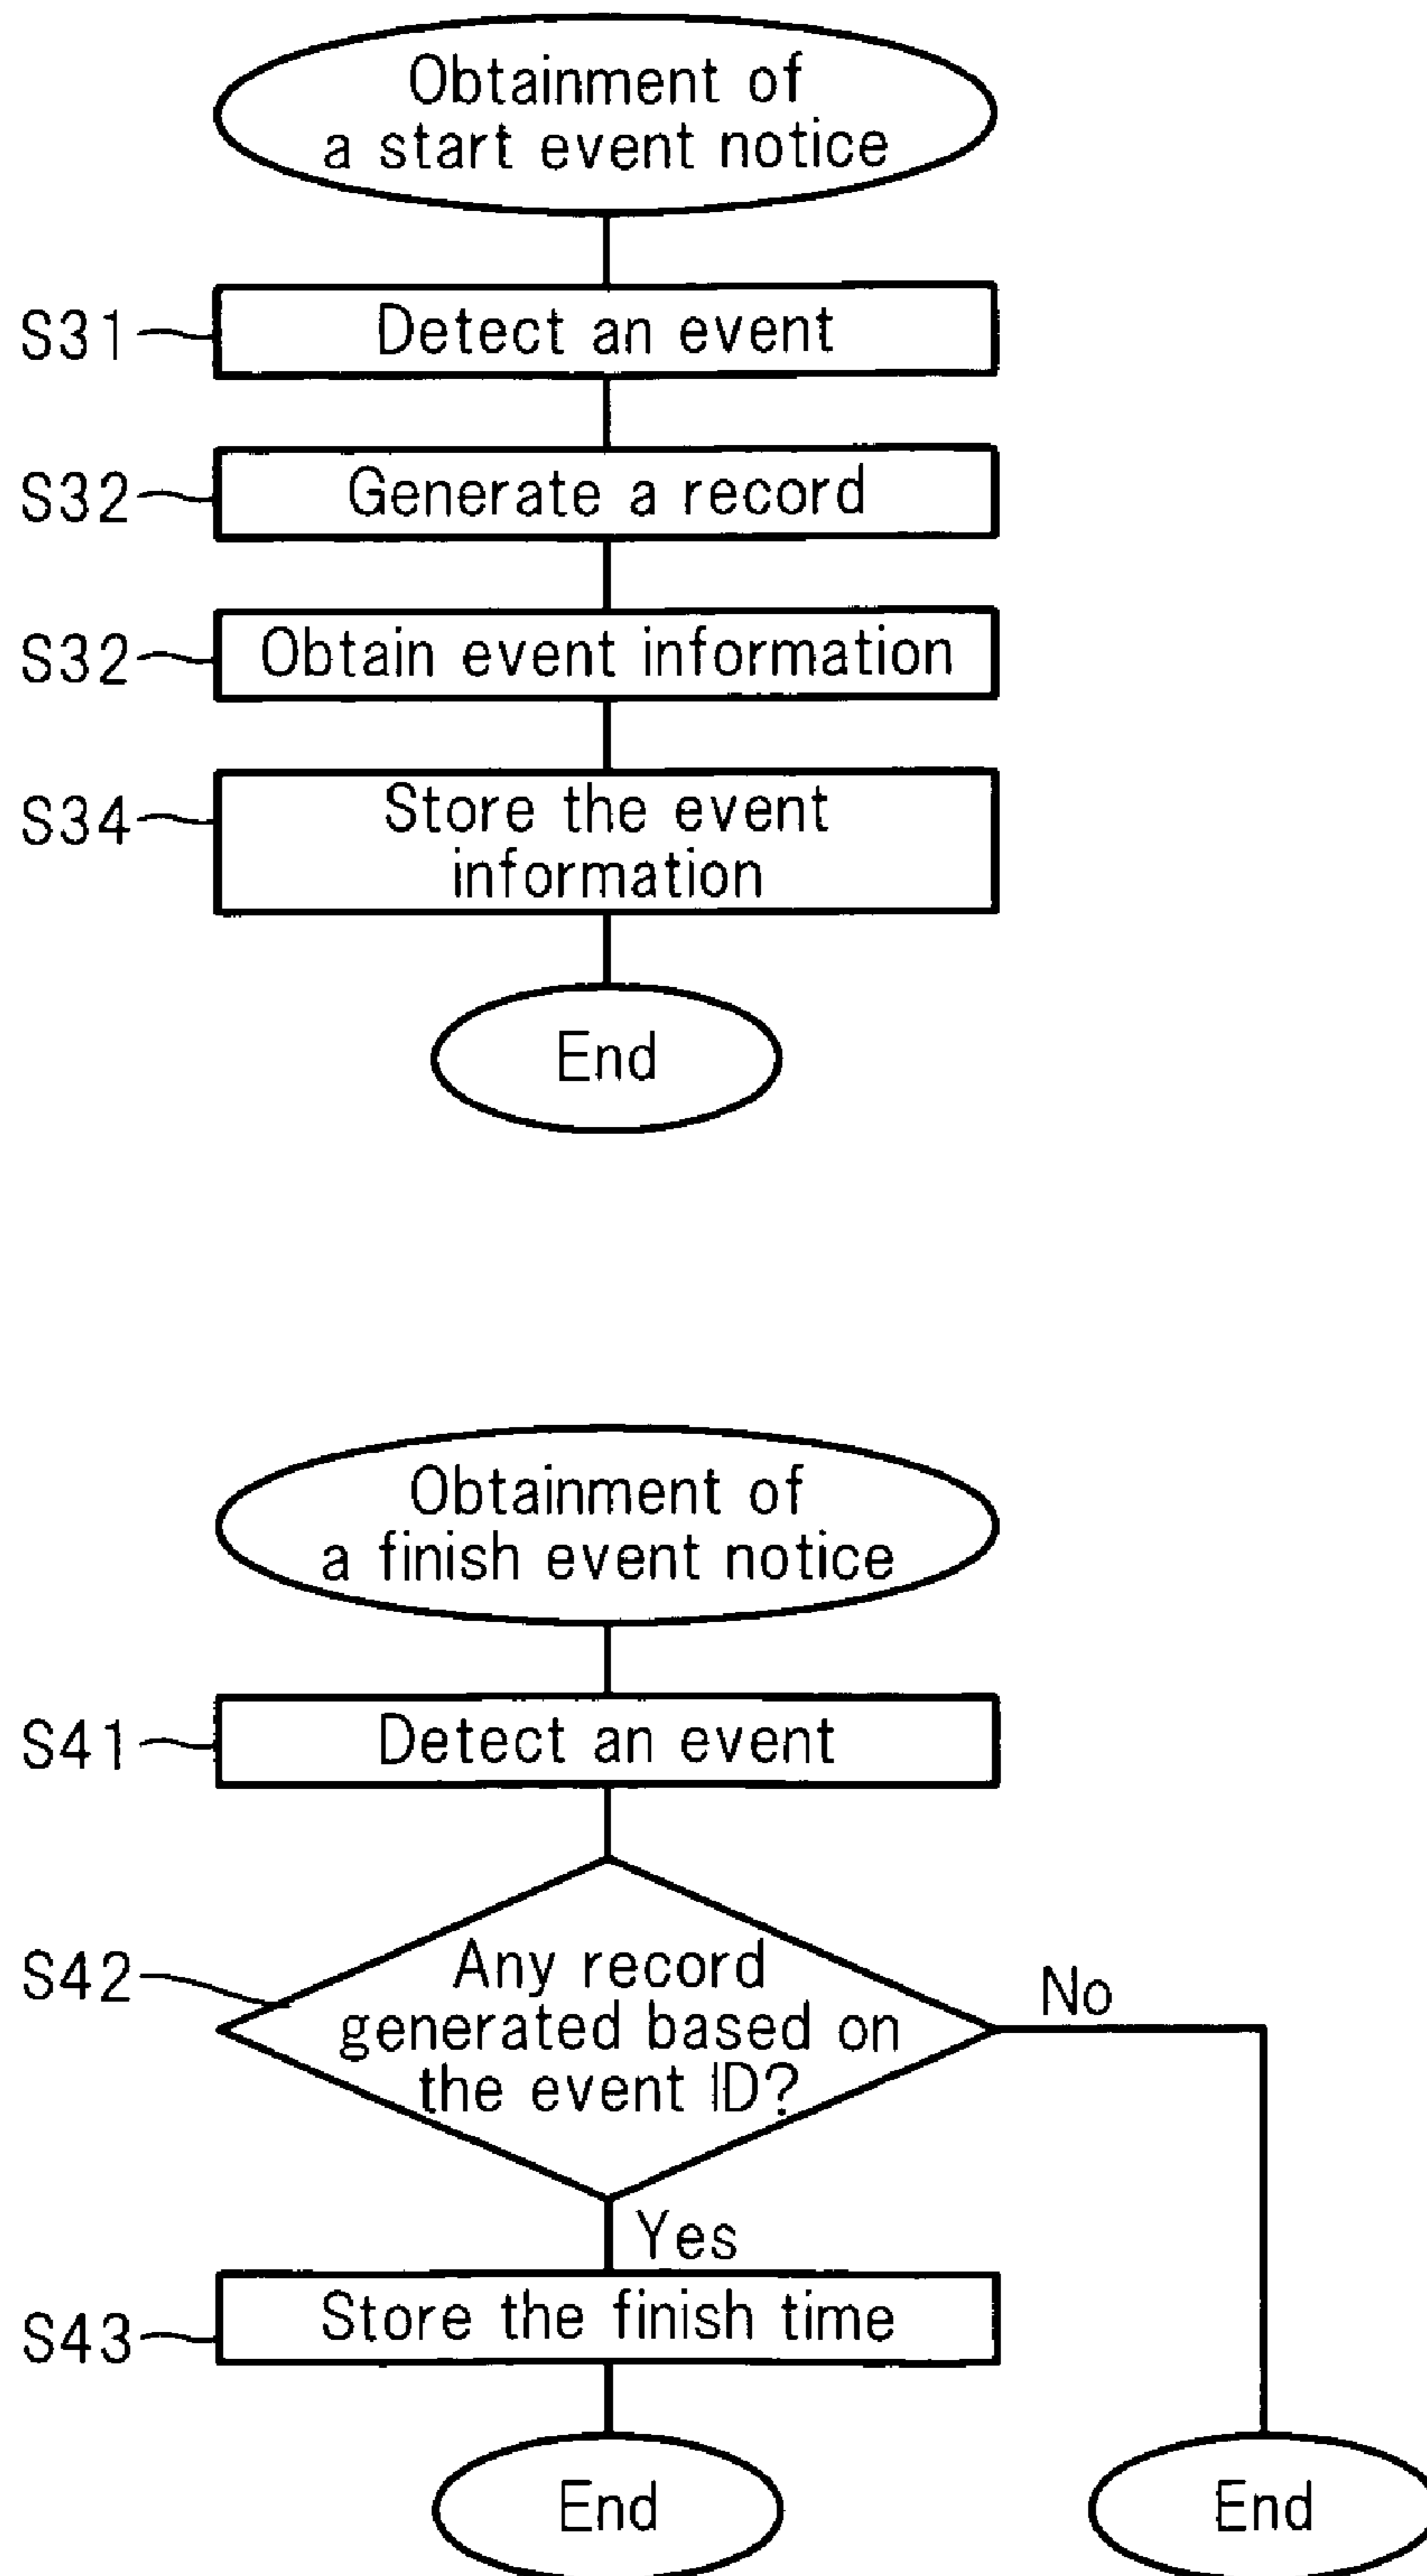 Obtainment of
a start event notice
S31
Detect an event
S32
Generate a record
S32
Obtain event information
S34
Store the event
information
End
Obtainment of
a finish event notice
S41
Detect an event
S42
Any record
generated based on
the event ID?
No
Yes
S43
Store the finish time
End
End